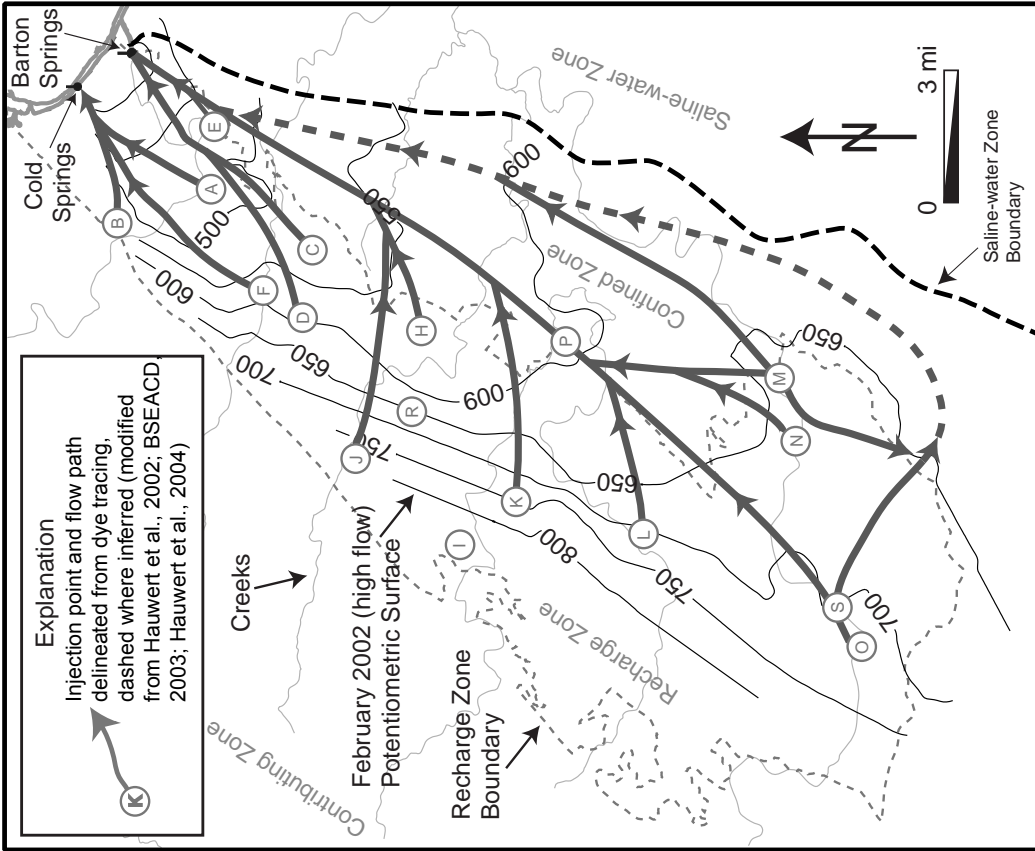 Explanation
Injection point and flow path
delineated from dye tracing,
dashed where inferred (modified
from Hauwert et al., 2002; BSEACD,
2003; Hauwert et al., 2004)
K
Barton
Springs
Cold
Springs
Saline-water Zone
N
0
3 mi
Saline-water Zone
Boundary
Confined Zone
Creeks
February 2002 (high flow)
Potentiometric Surface
Recharge Zone
Boundary
Recharge Zone
Contributing Zone
A
B
C
D
E
F
H
I
J
K
L
M
N
O
P
R
S
500
600
650
700
750
600
650
600
650
800
750
700
650